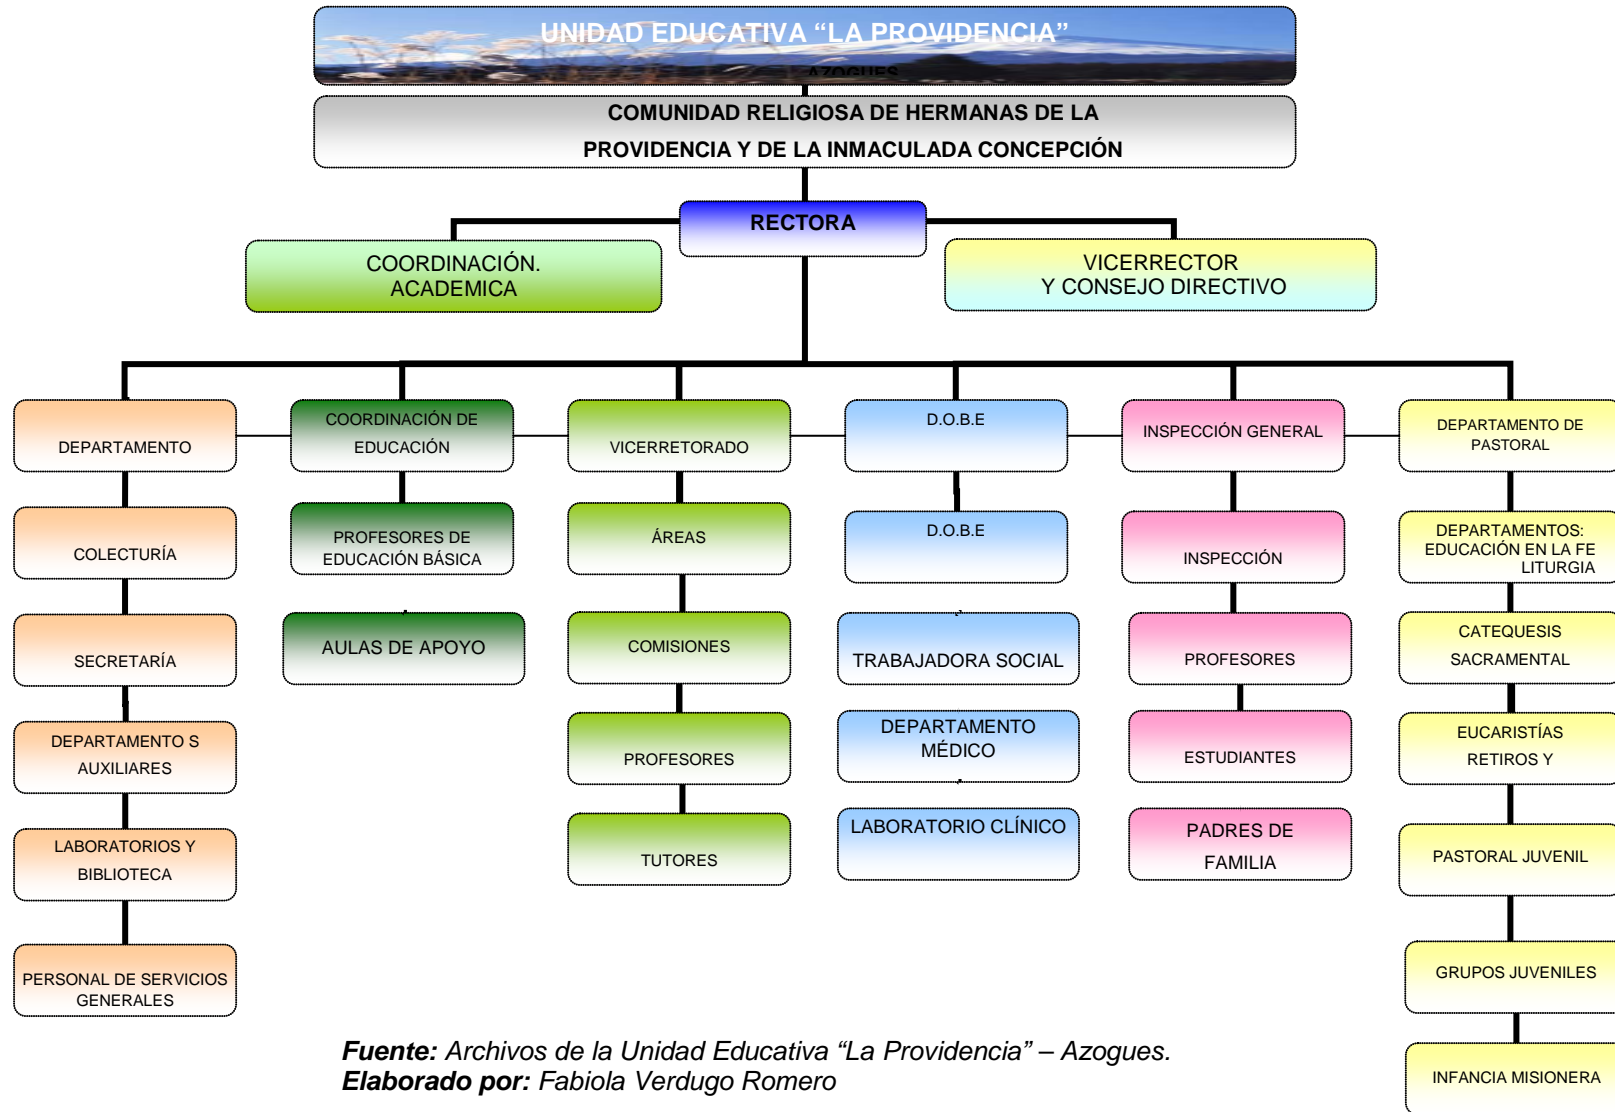 UNIDAD EDUCATIVA “LA PROVIDENCIA”
AZOGUES
COMUNIDAD RELIGIOSA DE HERMANAS DE LA
PROVIDENCIA Y DE LA INMACULADA CONCEPCIÓN
RECTORA
COORDINACIÓN.
ACADEMICA
VICERRECTOR
Y CONSEJO DIRECTIVO
DEPARTAMENTO
COLECTURÍA
SECRETARÍA
DEPARTAMENTO S
AUXILIARES
LABORATORIOS Y
BIBLIOTECA
PERSONAL DE SERVICIOS
GENERALES
COORDINACIÓN DE
EDUCACIÓN
PROFESORES DE
EDUCACIÓN BÁSICA
AULAS DE APOYO
VICERRETORADO
ÁREAS
COMISIONES
PROFESORES
TUTORES
D.O.B.E
D.O.B.E
TRABAJADORA SOCIAL
DEPARTAMENTO
MÉDICO
LABORATORIO CLÍNICO
INSPECCIÓN GENERAL
INSPECCIÓN
PROFESORES
ESTUDIANTES
PADRES DE
FAMILIA
DEPARTAMENTO DE
PASTORAL
DEPARTAMENTOS:
EDUCACIÓN EN LA FE
LITURGIA
CATEQUESIS
SACRAMENTAL
EUCARISTÍAS
RETIROS Y
PASTORAL JUVENIL
GRUPOS JUVENILES
INFANCIA MISIONERA
Fuente: Archivos de la Unidad Educativa “La Providencia” – Azogues.
Elaborado por: Fabiola Verdugo Romero